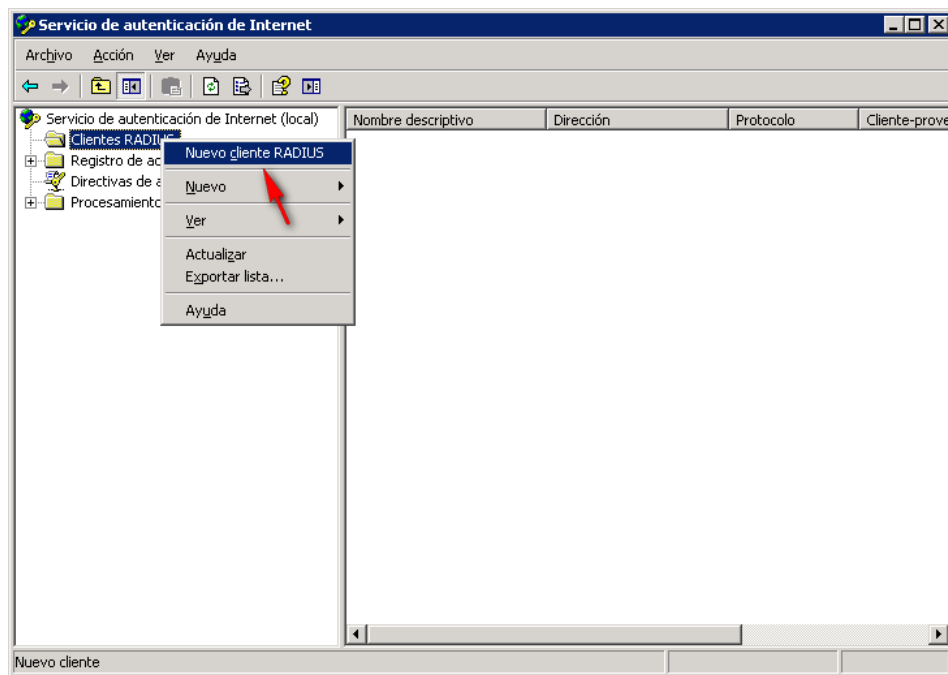 Servicio de autenticación de Internet
Archivo Acción Ver Ayuda
Servicio de autenticación de Internet (local)
Nombre descriptivo Dirección Protocolo Cliente-prove
Clientes RADIUS
Registro de ac
Directivas de a
Procesamiento
Nuevo cliente RADIUS
Nuevo
Ver
Actualizar
Exportar lista...
Ayuda
Nuevo cliente